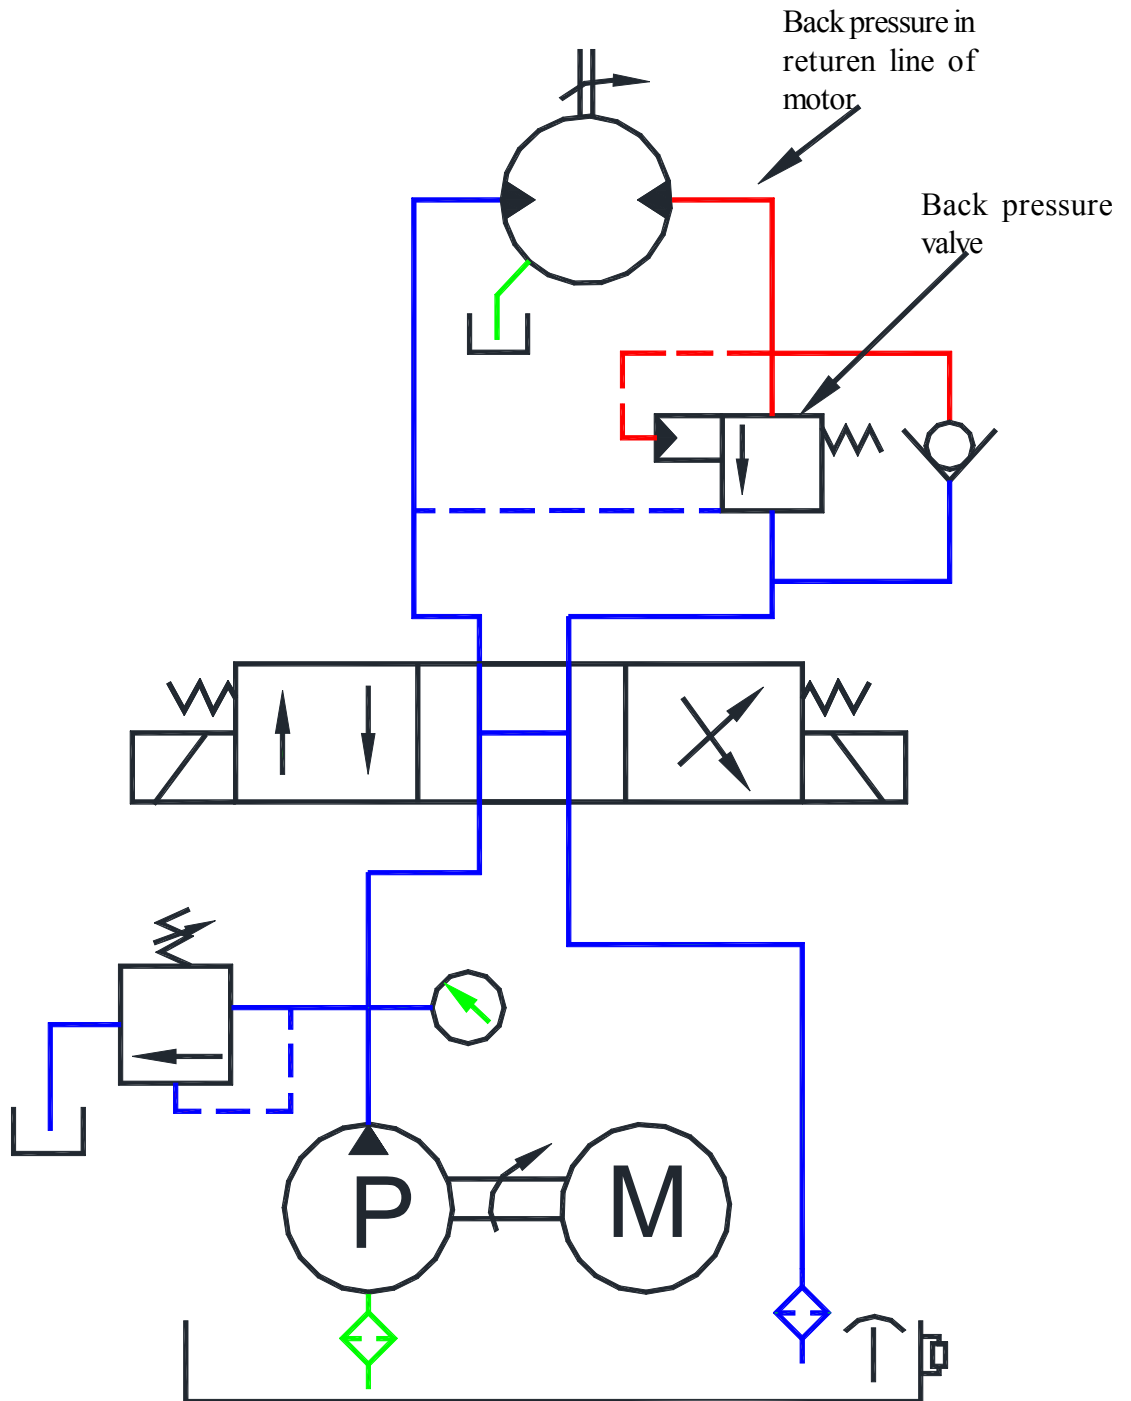 Back pressure in
returen line of
motor
Back pressure
valve
P
M